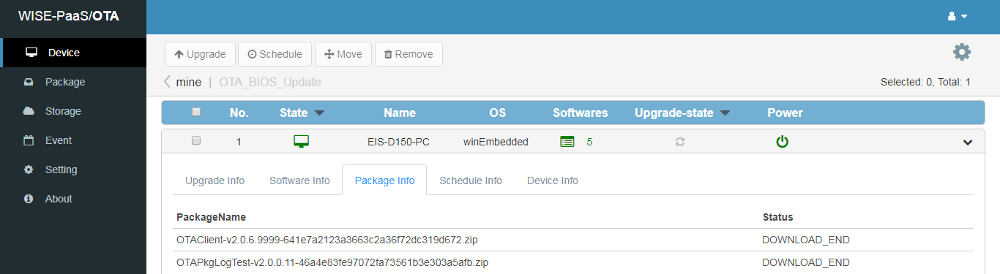 WISE-PaaS/OTA
Device
Package
Storage
Event
Setting
About
Upgrade Schedule Move Remove
mine | OTA_BIOS_Update Selected: 0, Total: 1
No. State Name OS Softwares Upgrade-state Power
1 EIS-D150-PC winEmbedded 5
Upgrade Info Software Info Package Info Schedule Info Device Info
PackageName Status
OTAClient-v2.0.6.9999-641e7a2123a3663c2a36f72dc319d672.zip DOWNLOAD_END
OTAPkgLogTest-v2.0.0.11-46a4e83fe97072fa73561b3e303a5afb.zip DOWNLOAD_END